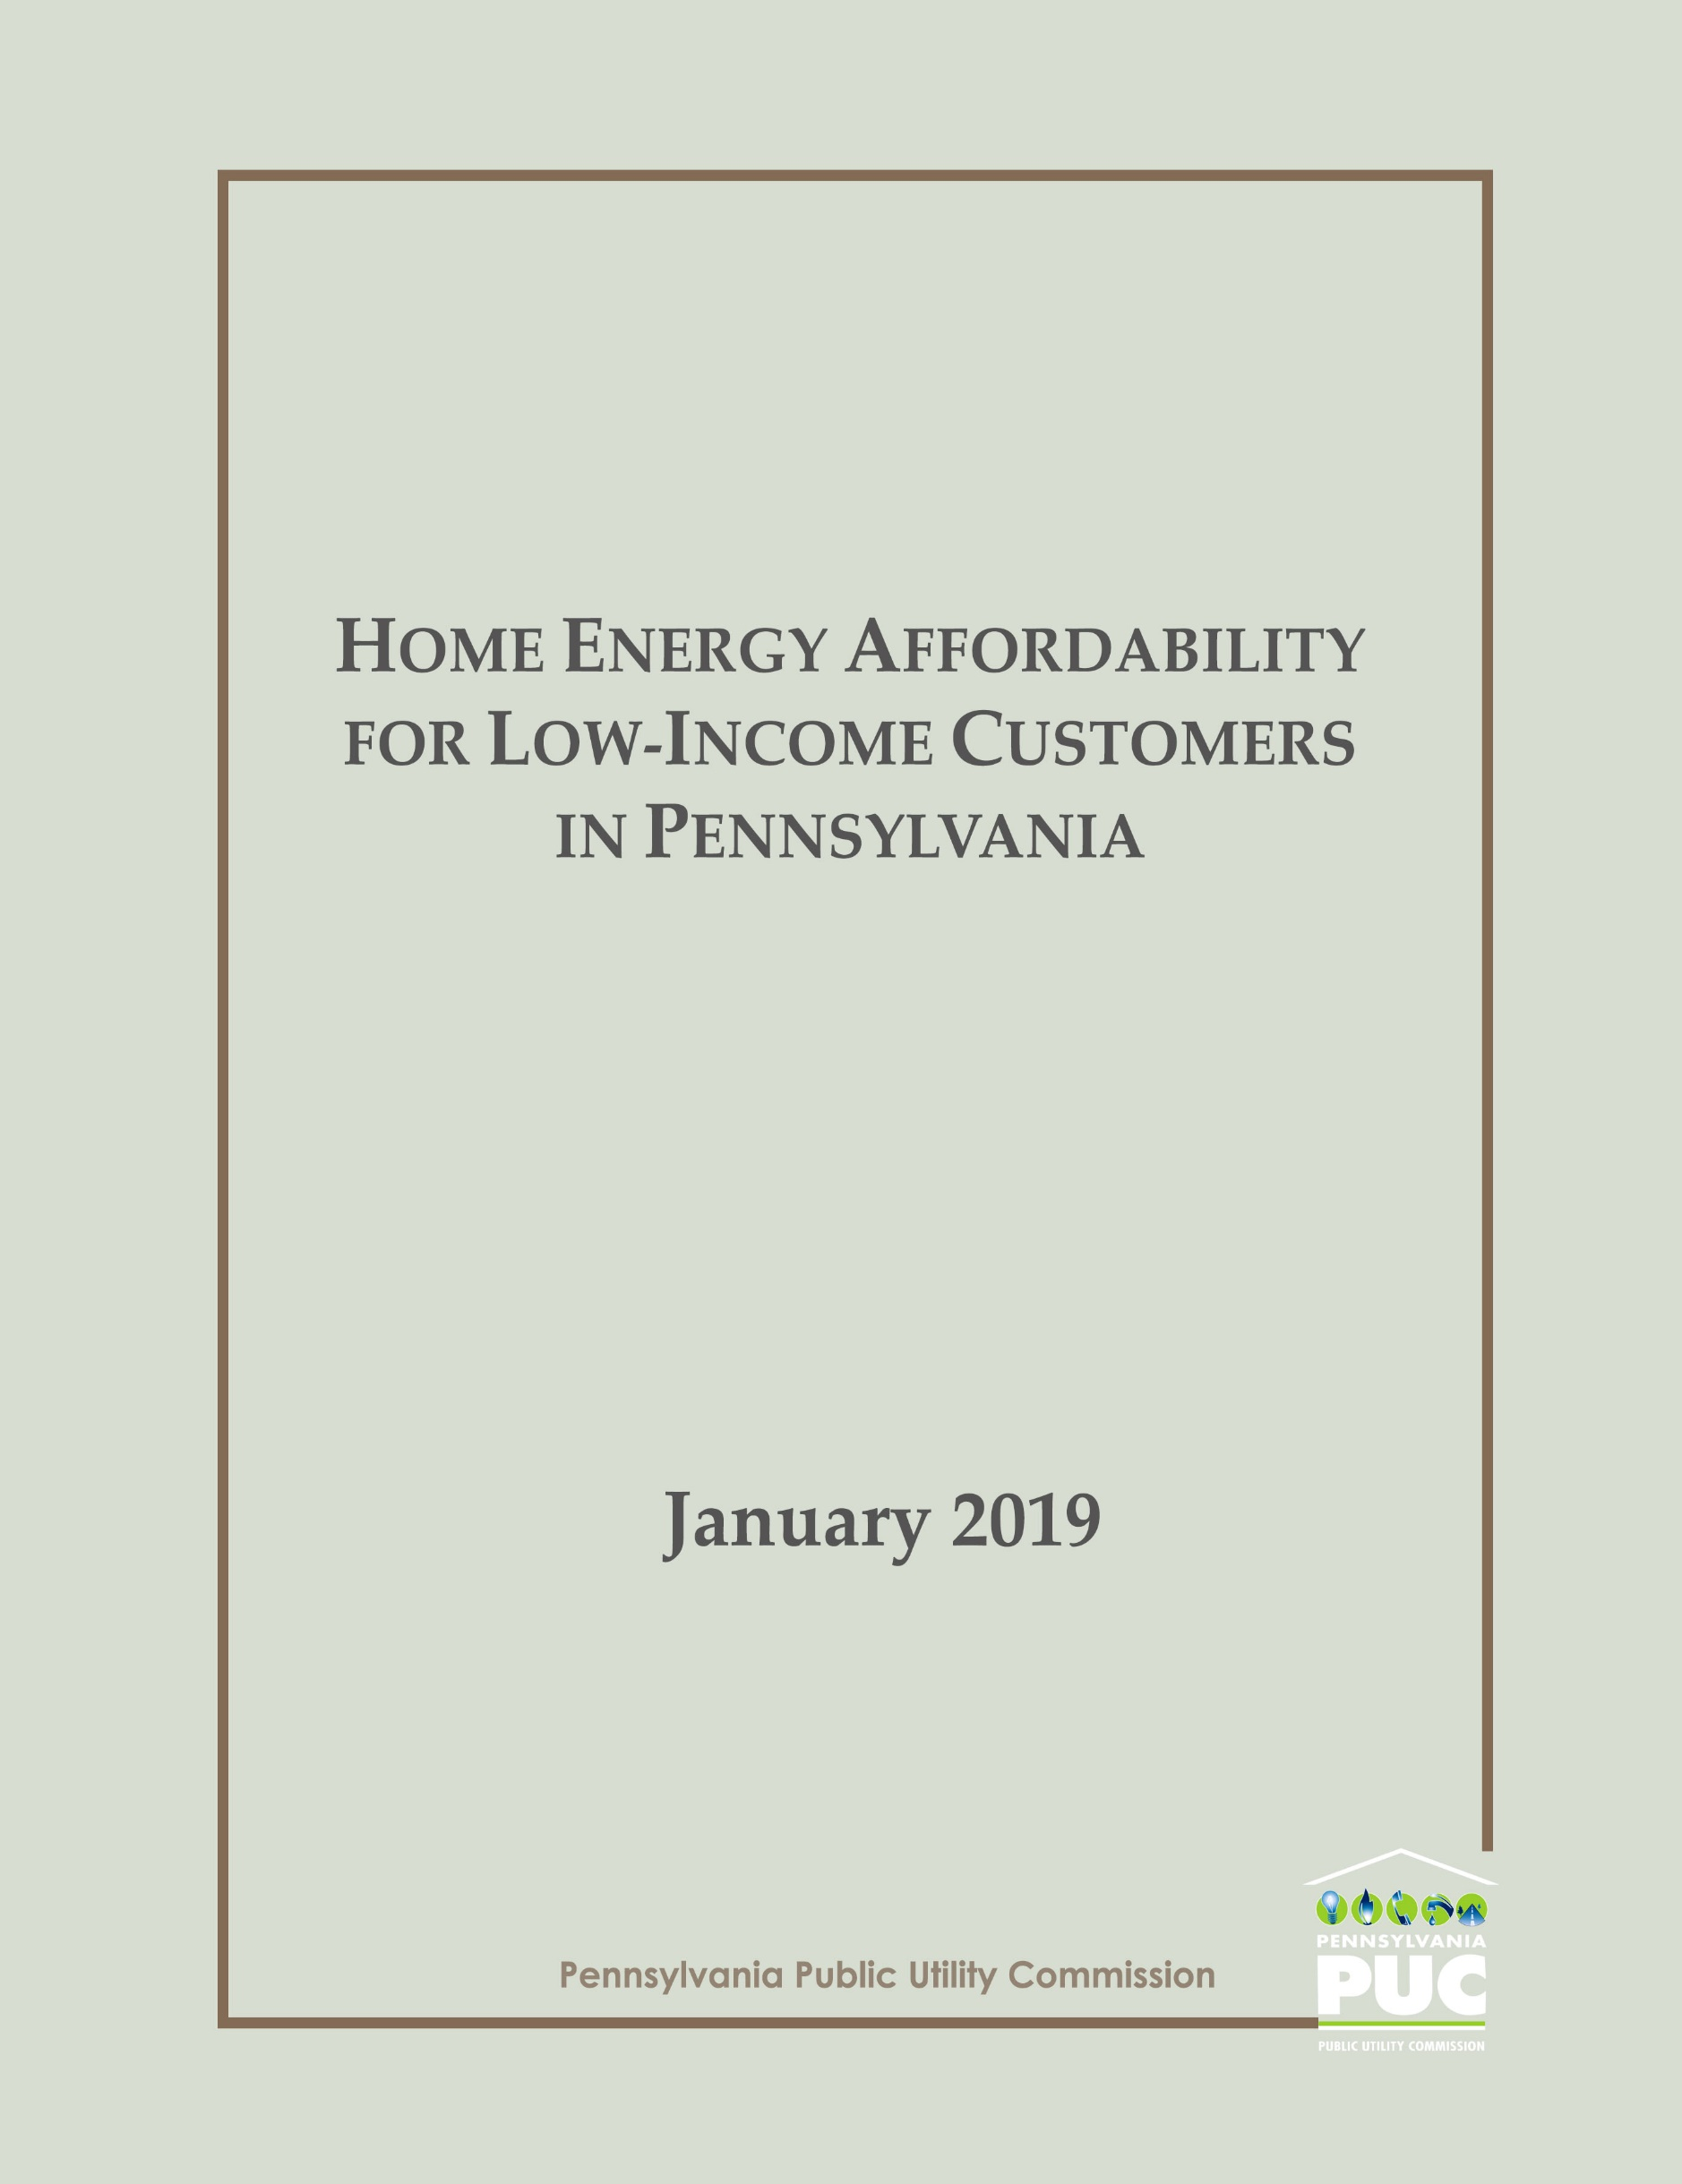 HOME ENERGY AFFORDABILITY
FOR LOW-INCOME CUSTOMERS
IN PENNSYLVANIA
January 2019
Pennsylvania Public Utility Commission
PENNSYLVANIA
PUC
PUBLIC UTILITY COMMISSION